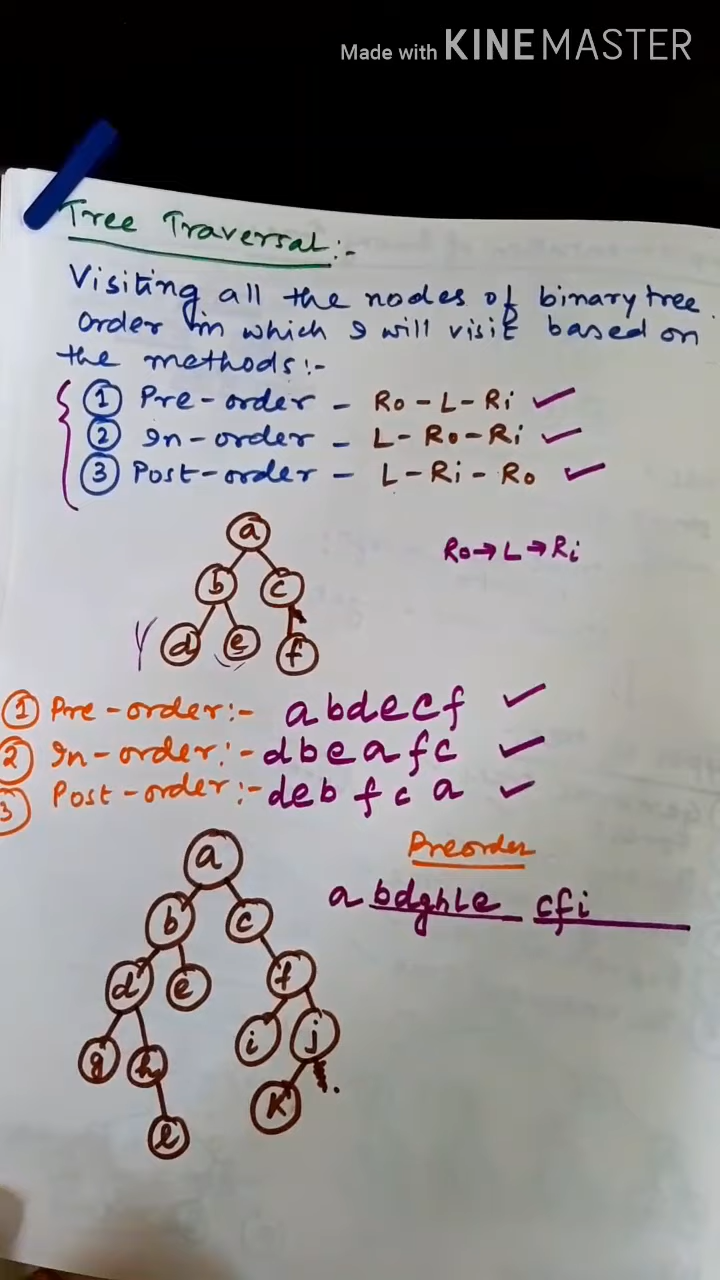 Made with KINEMASTER
Tree Traversal:-
Visiting all the nodes of binary tree.
Order in which I will visit based on
the methods:-
① Pre-order - Ro - L - Ri ✓
② In-order - L - Ro - Ri ✓
③ Post-order - L - Ri - Ro ✓
Ro→L→Ri
a
b c
d e f
① Pre-order:- abdecf ✓
② In-order:- dbeafc ✓
③ Post-order:- deb f c a ✓
Preorder
a bdghle cfi
a
b c
d e f
g h i j
l k